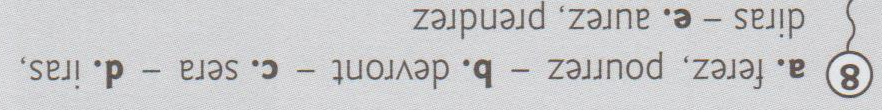 8 a. ferez, pourrez – b. devront – c. sera – d. iras,
diras – e. aurez, prendrez